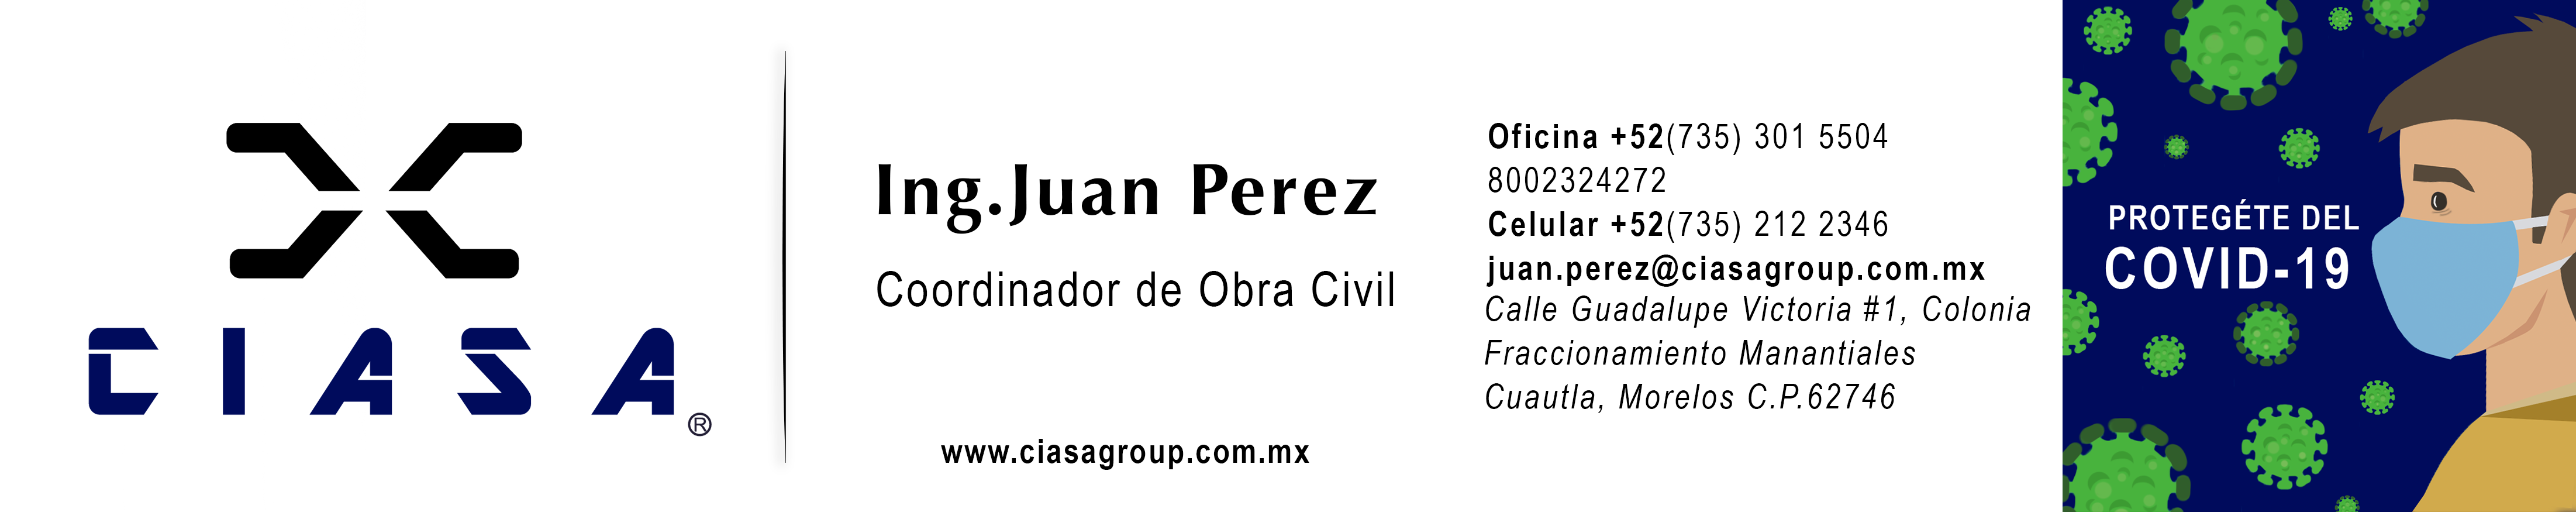 CIASA®
Ing.Juan Perez
Coordinador de Obra Civil
www.ciasagroup.com.mx
Oficina +52(735) 301 5504
8002324272
Celular +52(735) 212 2346
juan.perez@ciasagroup.com.mx
Calle Guadalupe Victoria #1, Colonia
Fraccionamiento Manantiales
Cuautla, Morelos C.P.62746
PROTEGÉTE DEL
COVID-19